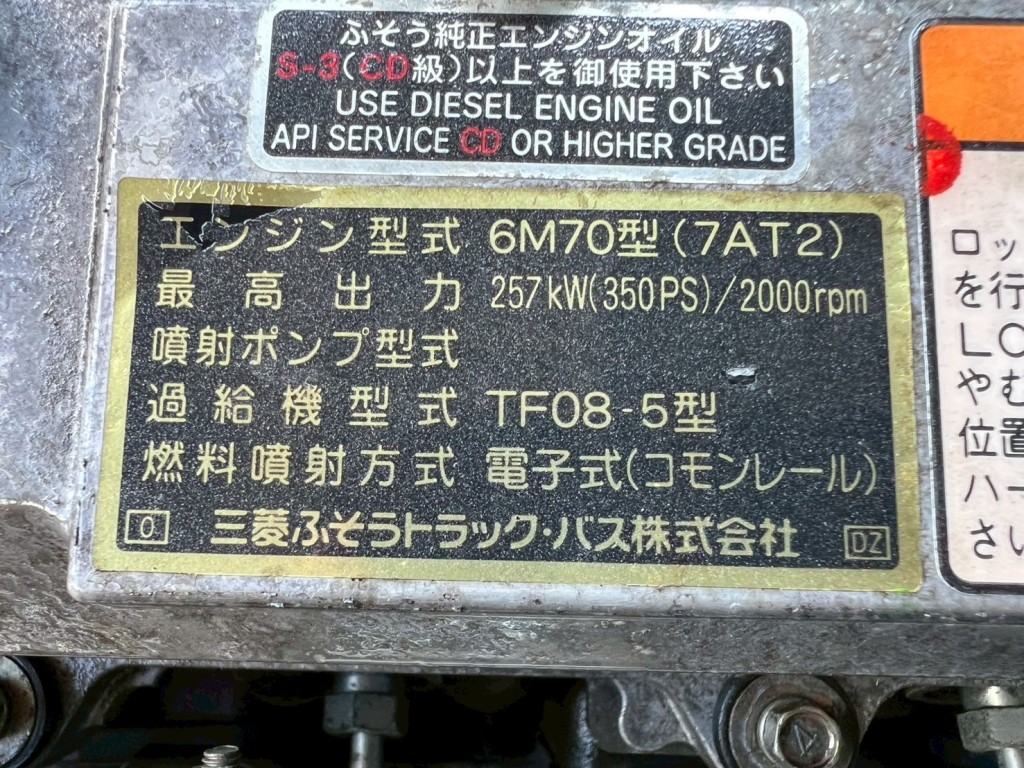 ふそう純正エンジンオイル
S-3(CD級)以上を御使用下さい
USE DIESEL ENGINE OIL
API SERVICE CD OR HIGHER GRADE
エンジン型式 6M70型(7AT2)
最高出力 257kW(350PS)/2000rpm
噴射ポンプ型式
過給機型式 TF08-5型
燃料噴射方式 電子式(コモンレール)
0 三菱ふそうトラック・バス株式会社 DZ
ロッ
を行
LO
やむ
位置
ハー
さい
4